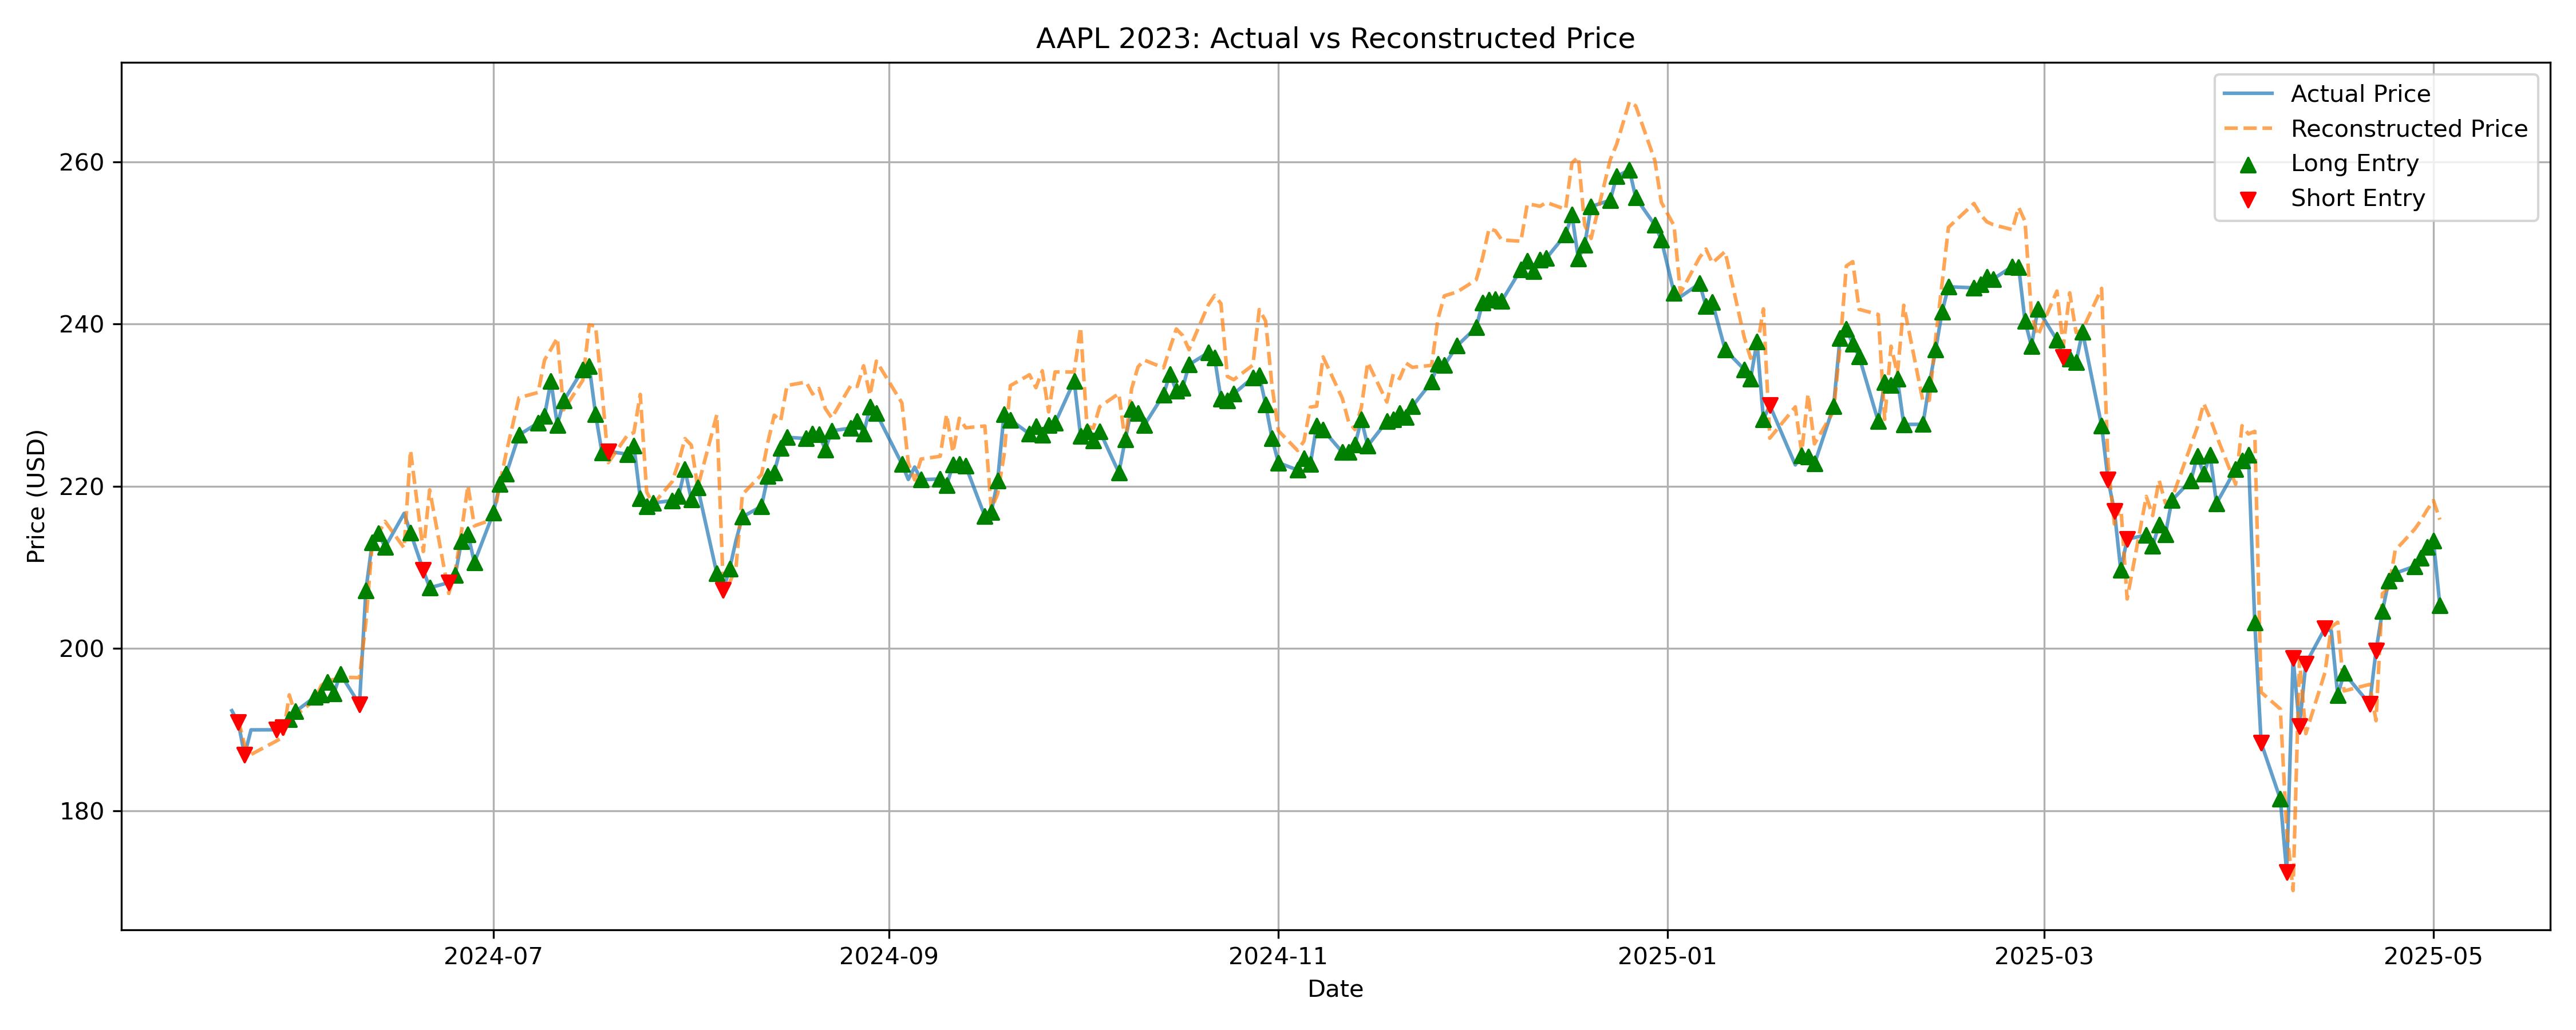 AAPL 2023: Actual vs Reconstructed Price
Actual Price
Reconstructed Price
Long Entry
Short Entry
Price (USD)
260
240
220
200
180
2024-07
2024-09
2024-11
2025-01
2025-03
2025-05
Date